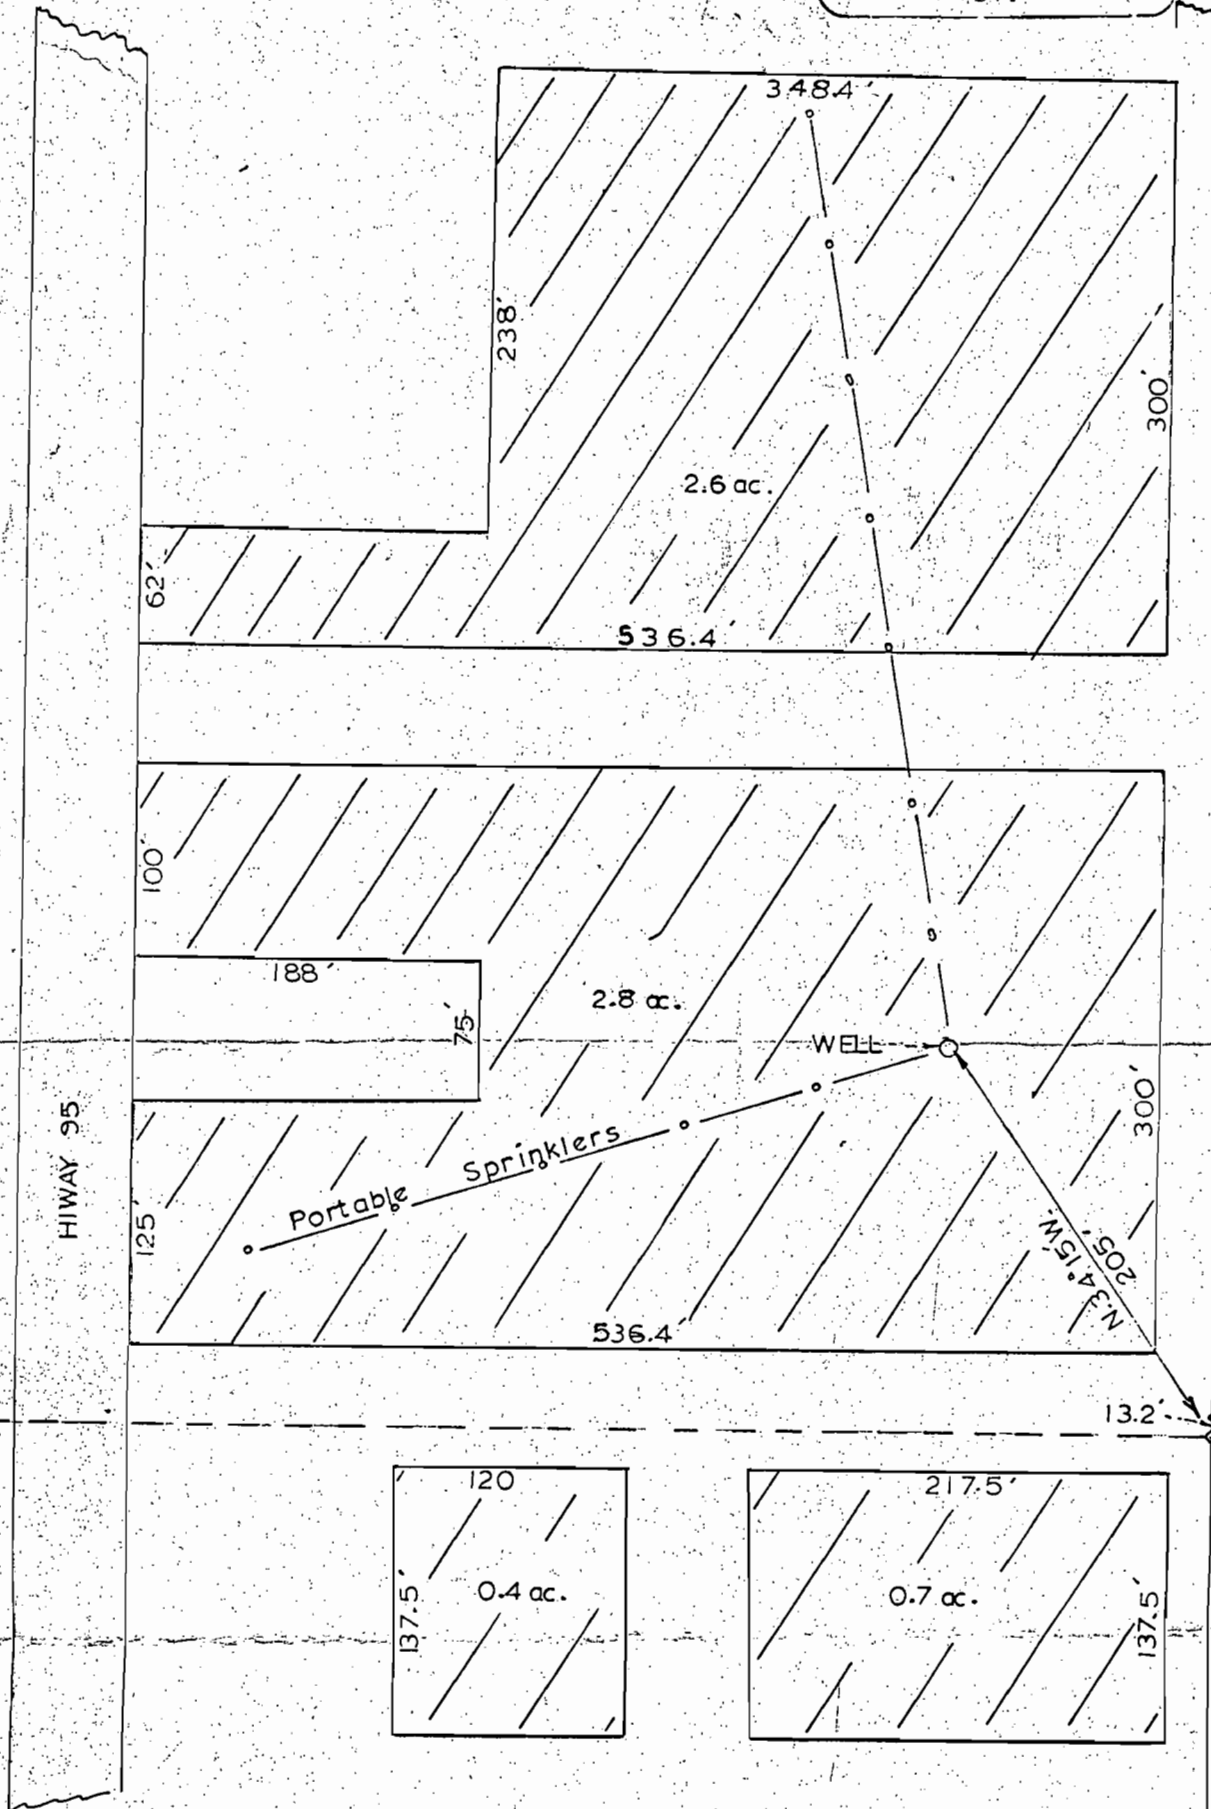 348.4'
238'
300'
2.6 ac.
62'
536.4'
100'
188'
2.8 ac.
75'
WELL
300'
HIWAY 95
Portable Sprinklers
125'
N.34°15'W.
205'
536.4'
13.2'
120
217.5'
137.5'
0.4 ac.
0.7 ac.
137.5'